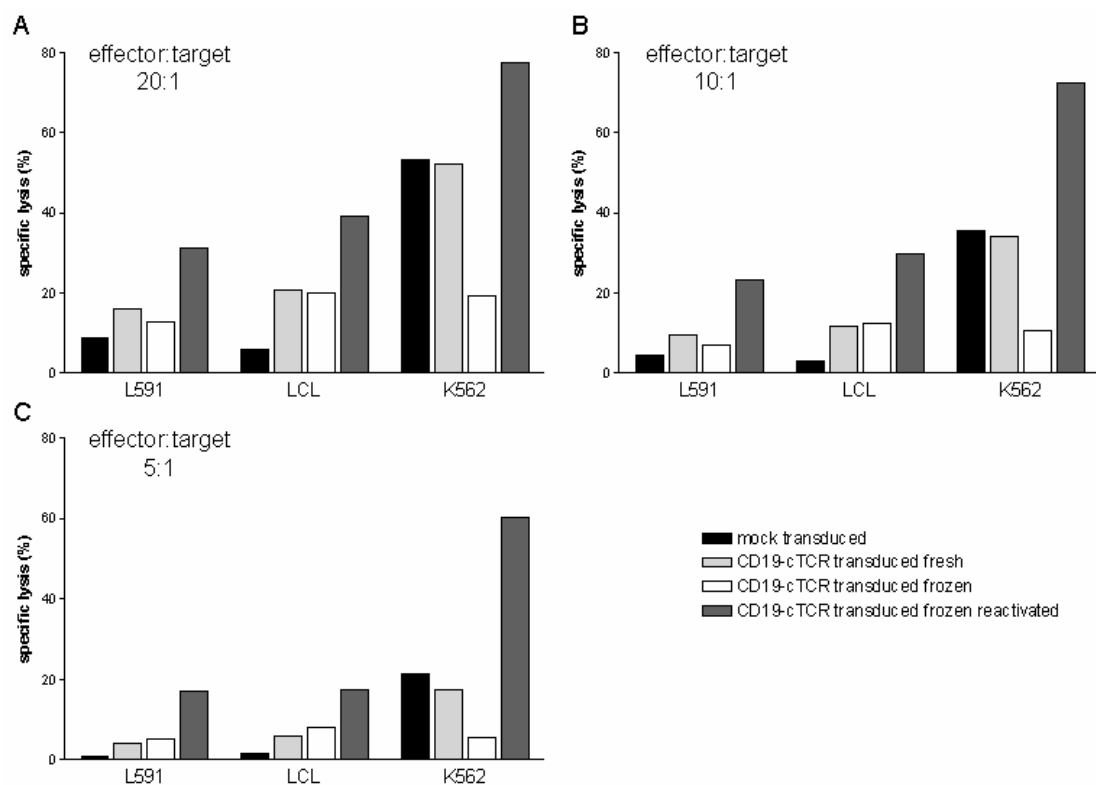 A
effector:target
20:1
80
60
40
20
0
specific lysis (%)
L591 LCL K562
B
effector:target
10:1
80
60
40
20
0
specific lysis (%)
L591 LCL K562
C
effector:target
5:1
80
60
40
20
0
specific lysis (%)
L591 LCL K562
mock transduced
CD19-cTCR transduced fresh
CD19-cTCR transduced frozen
CD19-cTCR transduced frozen reactivated